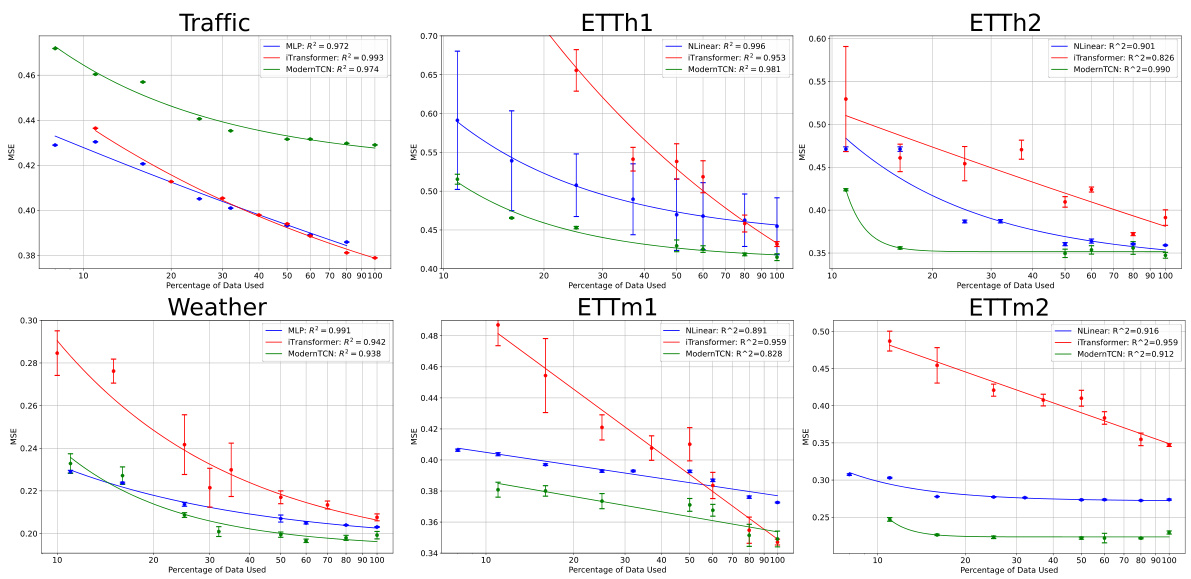 Traffic
MLP: R² = 0.972
iTransformer: R² = 0.993
ModernTCN: R² = 0.974
MSE
0.46
0.44
0.42
0.40
0.38
10 20 30 40 50 60 70 80 90 100
Percentage of Data Used
ETTh1
NLinear: R² = 0.996
iTransformer: R² = 0.953
ModernTCN: R² = 0.981
MSE
0.70
0.65
0.60
0.55
0.50
0.45
0.40
10 20 30 40 50 60 70 80 90 100
Percentage of Data Used
ETTh2
NLinear: R^2=0.901
iTransformer: R^2=0.826
ModernTCN: R^2=0.990
MSE
0.60
0.55
0.50
0.45
0.40
0.35
20 30 40 50 60 70 80 90 100
Percentage of Data Used
Weather
MLP: R² = 0.991
iTransformer: R² = 0.942
ModernTCN: R² = 0.938
MSE
0.30
0.28
0.26
0.24
0.22
0.20
10 20 30 40 50 60 70 80 90 100
Percentage of Data Used
ETTm1
NLinear: R^2=0.891
iTransformer: R^2=0.959
ModernTCN: R^2=0.828
MSE
0.48
0.46
0.44
0.42
0.40
0.38
0.36
0.34
10 20 30 40 50 60 70 80 90 100
Percentage of Data Used
ETTm2
NLinear: R^2=0.916
iTransformer: R^2=0.959
ModernTCN: R^2=0.912
MSE
0.50
0.45
0.40
0.35
0.30
0.25
10 20 30 40 50 60 70 80 90 100
Percentage of Data Used